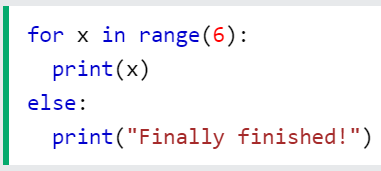 for x in range(6):
  print(x)
else:
  print("Finally finished!")